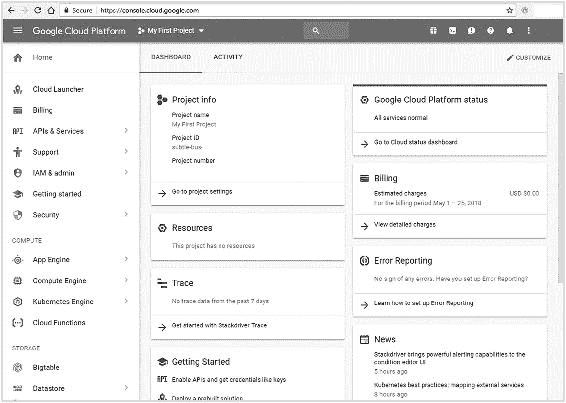 Secure https://console.cloud.google.com
Google Cloud Platform My First Project
Home
Cloud Launcher
Billing
APIs & Services
Support
IAM & admin
Getting started
Security
COMPUTE
App Engine
Compute Engine
Kubernetes Engine
Cloud Functions
STORAGE
Bigtable
Datastore
DASHBOARD ACTIVITY CUSTOMIZE
Project info
Project name
My First Project
Project ID
subtle-bus-
Project number
Go to project settings
Resources
This project has no resources
Trace
No trace data from the past 7 days
Get started with Stackdriver Trace
Getting Started
API Enable APIs and get credentials like keys
Deploy a prebuilt solution
Google Cloud Platform status
All services normal
Go to Cloud status dashboard
Billing
Estimated charges USD $0.00
For the billing period May 1 – 25, 2018
View detailed charges
Error Reporting
No sign of any errors. Have you set up Error Reporting?
Learn how to set up Error Reporting
News
Stackdriver brings powerful alerting capabilities to the
condition editor UI
5 hours ago
Kubernetes best practices: mapping external services
8 hours ago